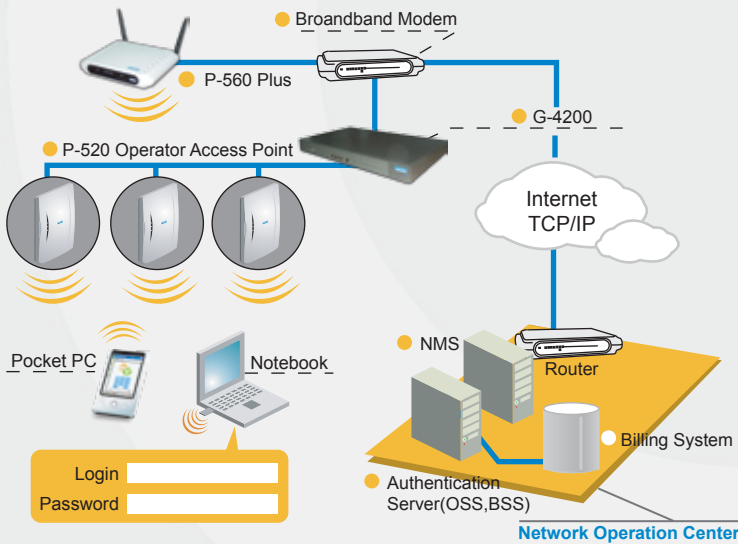 Broandband Modem
P-560 Plus
G-4200
P-520 Operator Access Point
Internet
TCP/IP
NMS
Router
Pocket PC
Notebook
Billing System
Login
Password
Authentication
Server(OSS,BSS)
Network Operation Center